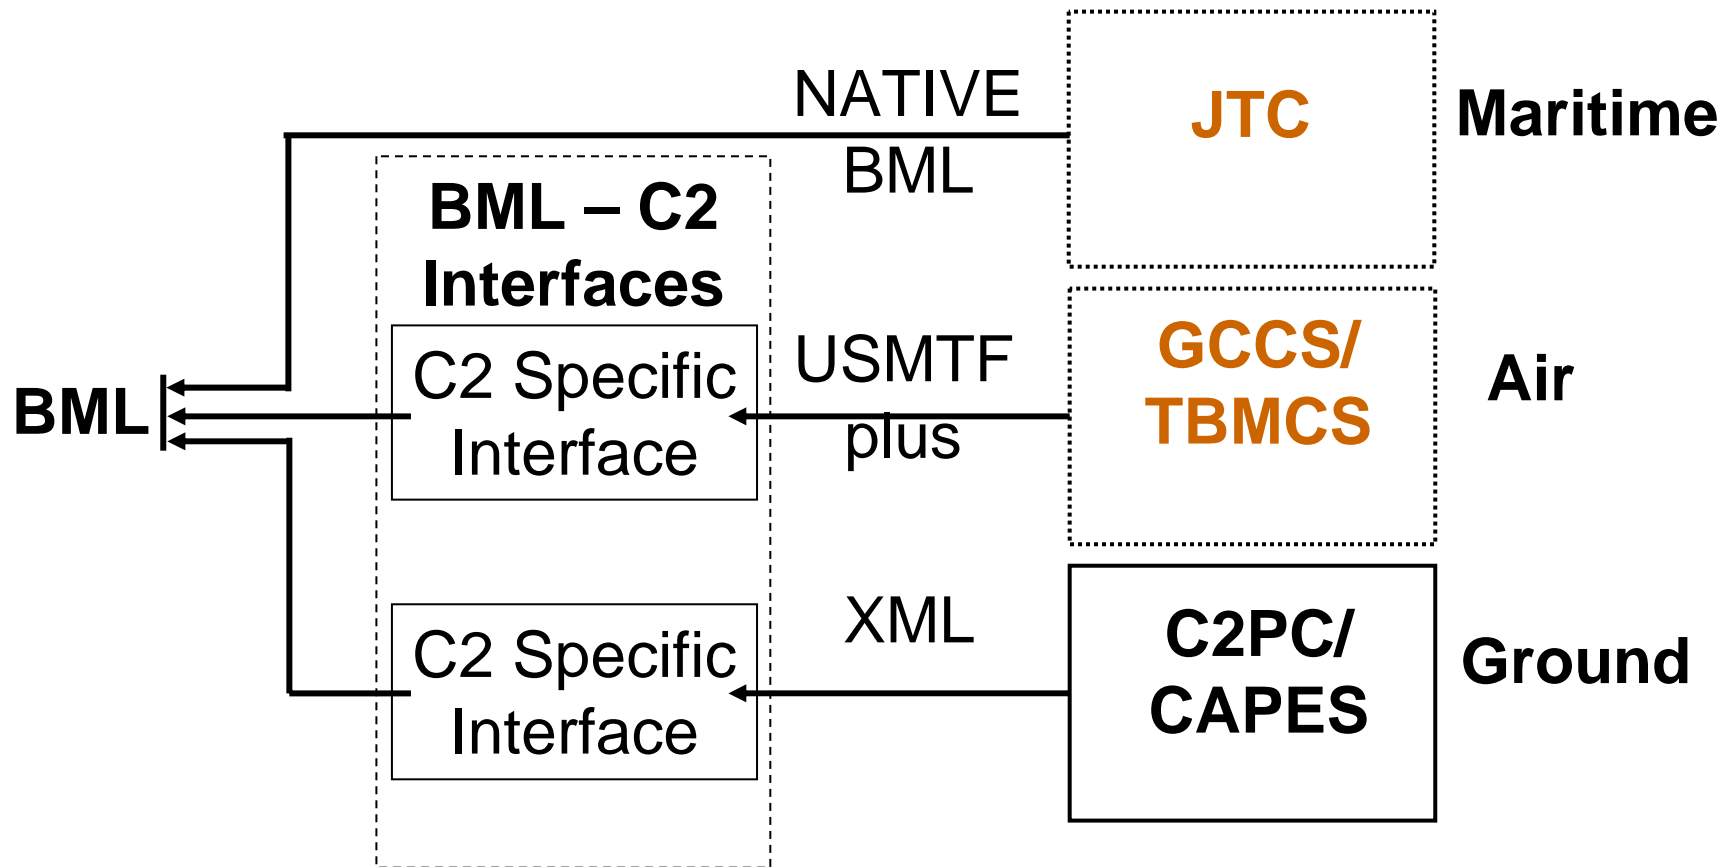 NATIVE
BML
JTC
Maritime
BML – C2
Interfaces
C2 Specific
Interface
USMTF
plus
GCCS/
TBMCS
Air
BML
C2 Specific
Interface
XML
C2PC/
CAPES
Ground